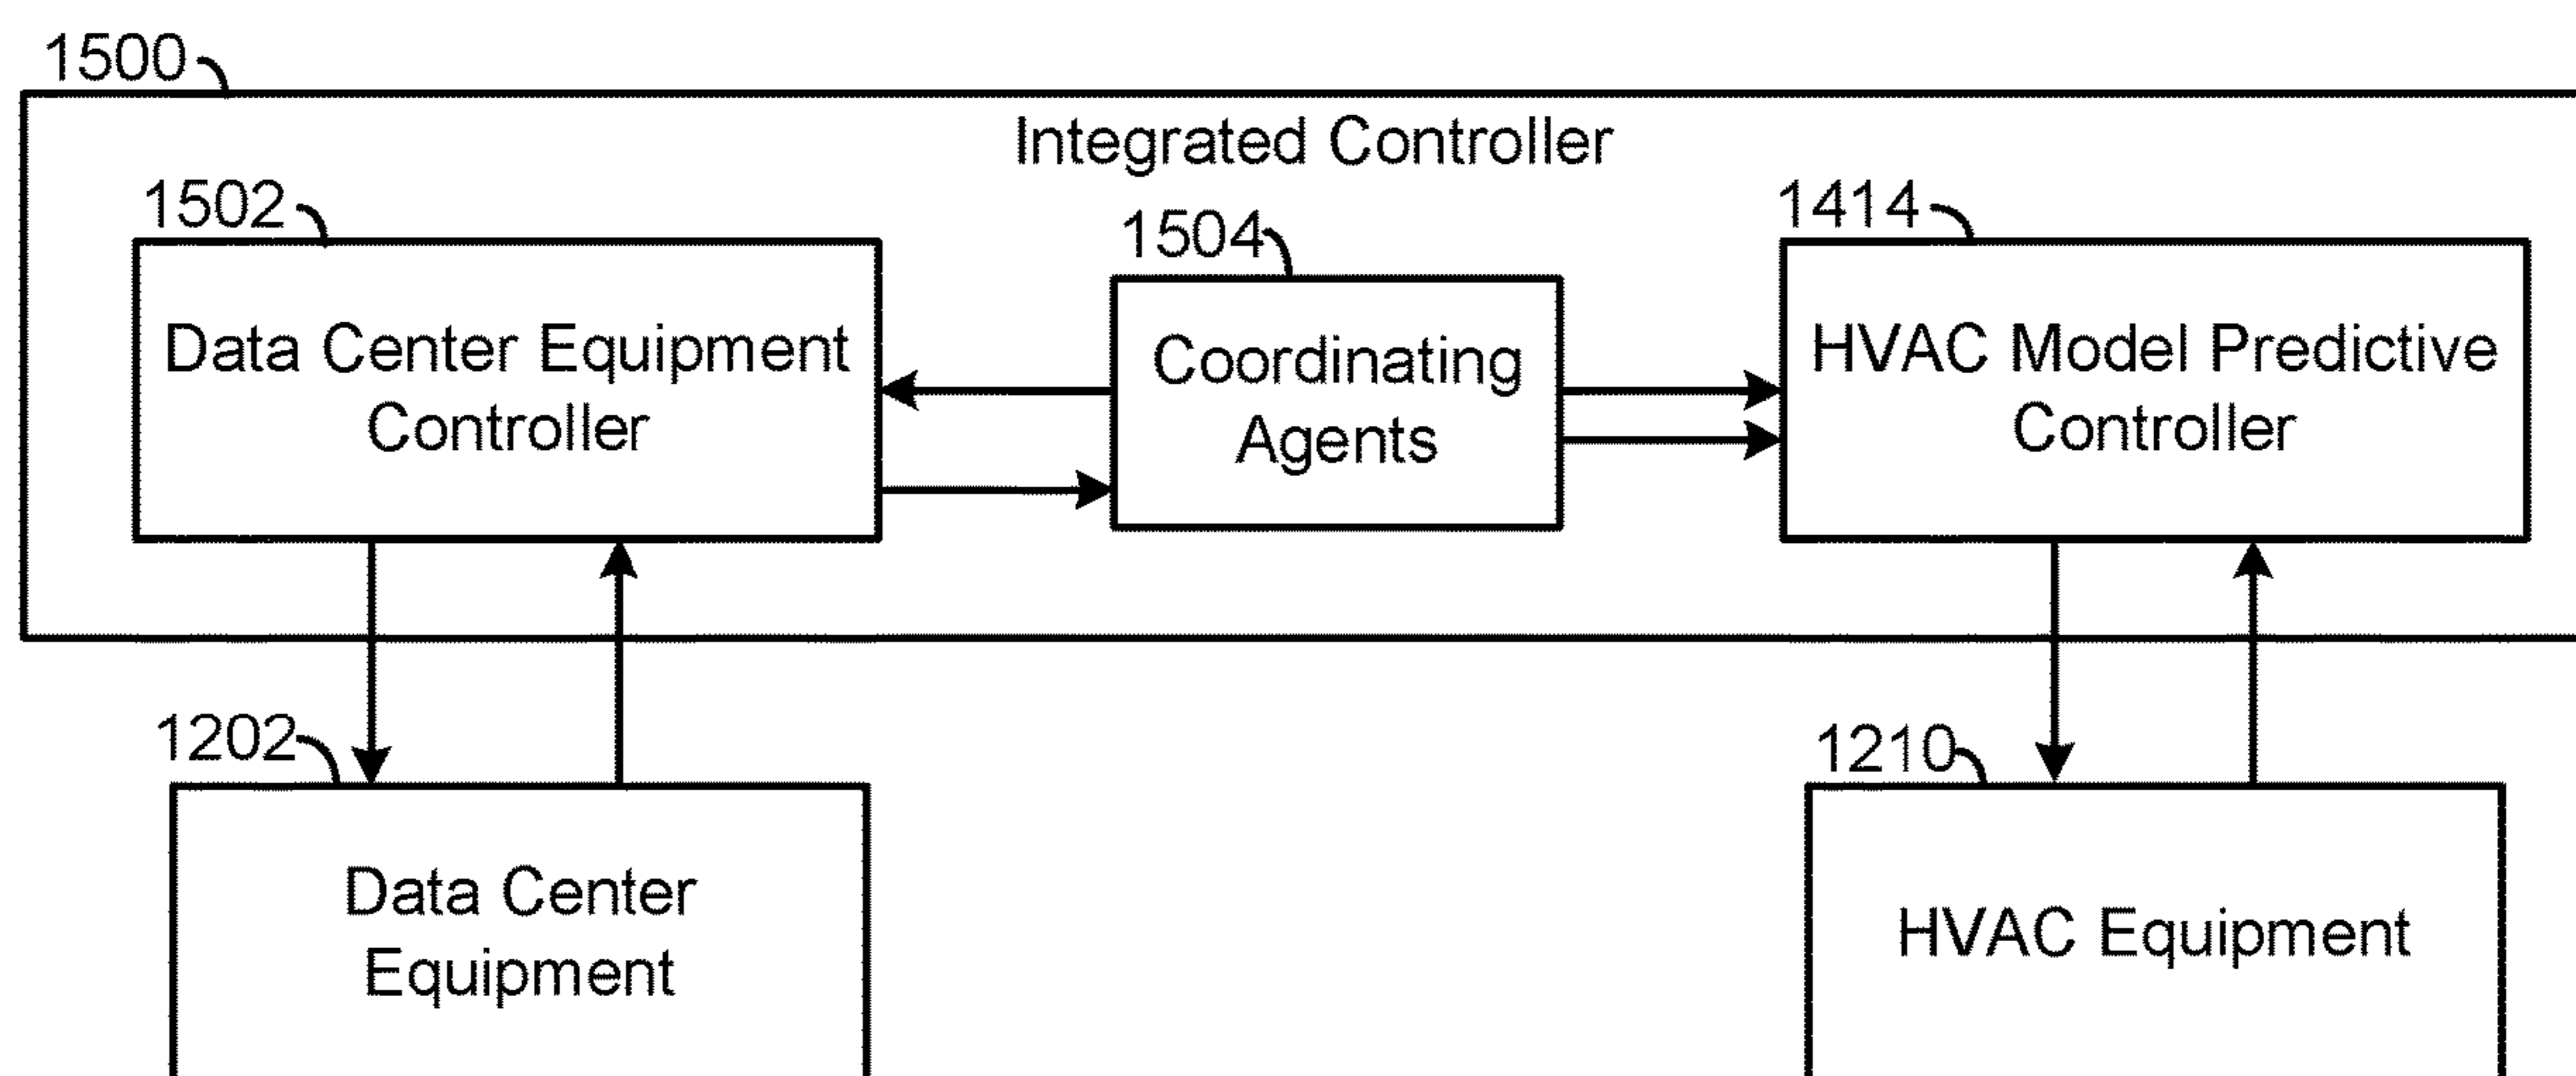 1500
Integrated Controller
1502
1504
1414
Data Center Equipment
Controller
Coordinating
Agents
HVAC Model Predictive
Controller
1202
1210
Data Center
Equipment
HVAC Equipment